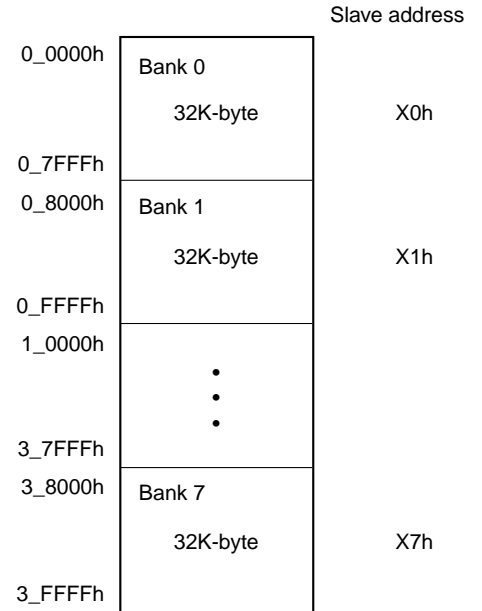 Slave address
0_0000h
Bank 0
32K-byte X0h
0_7FFFh
0_8000h
Bank 1
32K-byte X1h
0_FFFFh
1_0000h
3_7FFFh
3_8000h
Bank 7
32K-byte X7h
3_FFFFh